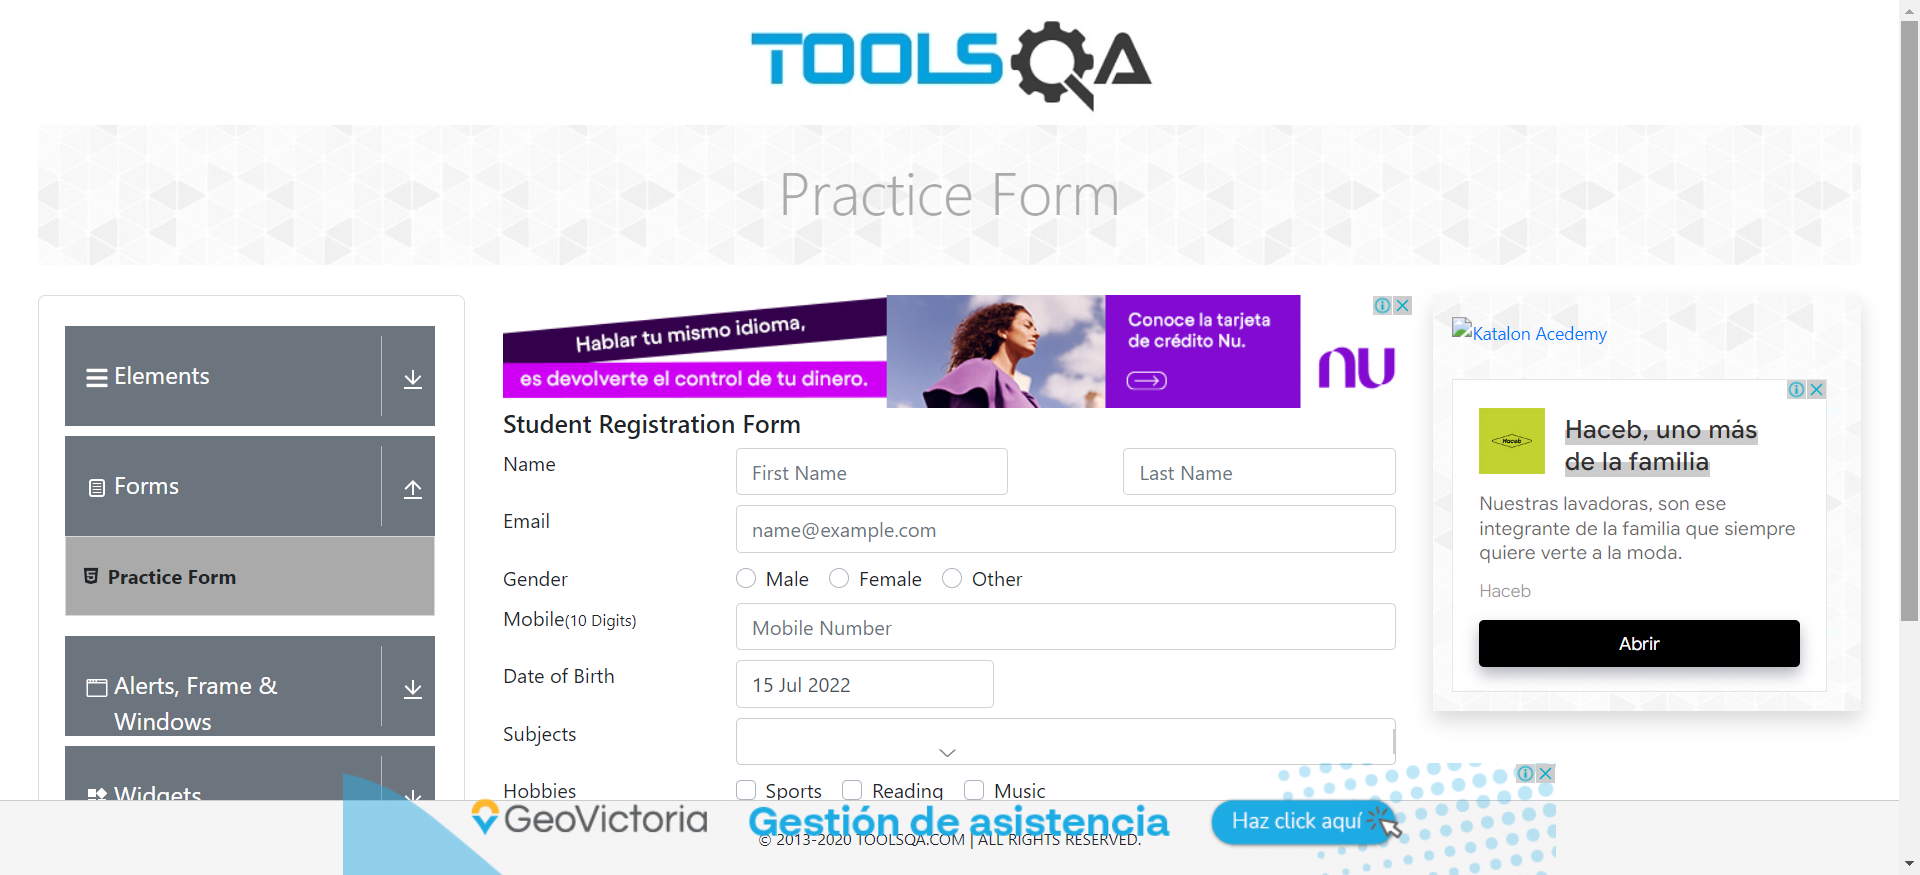 TOOLSQA
Practice Form
Elements
Forms
Practice Form
Alerts, Frame &
Windows
Widgets
Hablar tu mismo idioma,
es devolverte el control de tu dinero.
Conoce la tarjeta
de crédito Nu.
nu
Student Registration Form
Name
First Name
Last Name
Email
name@example.com
Gender
Male
Female
Other
Mobile(10 Digits)
Mobile Number
Date of Birth
15 Jul 2022
Subjects
Hobbies
Sports
Reading
Music
Katalon Acedemy
Haceb
Haceb, uno más
de la familia
Nuestras lavadoras, son ese
integrante de la familia que siempre
quiere verte a la moda.
Haceb
Abrir
GeoVictoria
Gestión de asistencia
Haz click aquí
© 2013-2020 TOOLSQA.COM | ALL RIGHTS RESERVED.